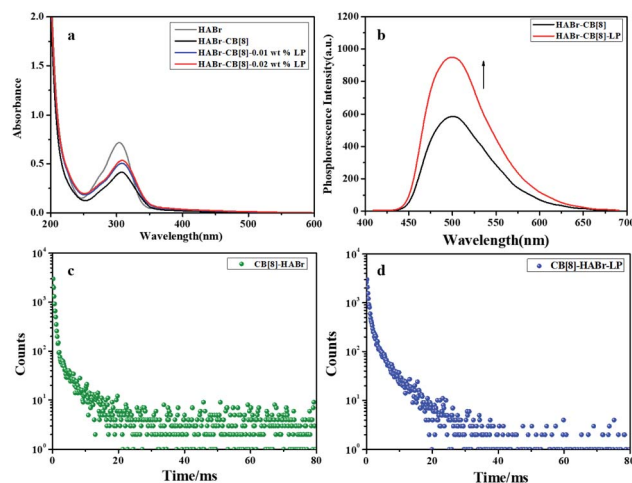 a
HABr
HABr-CB[8]
HABr-CB[8]-0.01 wt % LP
HABr-CB[8]-0.02 wt % LP
Absorbance
2.0
1.5
1.0
0.5
0.0
200 300 400 500 600
Wavelength(nm)
b
HABr-CB[8]
HABr-CB[8]-LP
Phosphorescence Intensity(a.u.)
1200
1000
800
600
400
200
0
400 450 500 550 600 650 700
Wavelength(nm)
c
CB[8]-HABr
Counts
10⁴
10³
10²
10¹
10⁰
0 20 40 60 80
Time/ms
d
CB[8]-HABr-LP
Counts
10⁴
10³
10²
10¹
10⁰
0 20 40 60 80
Time/ms